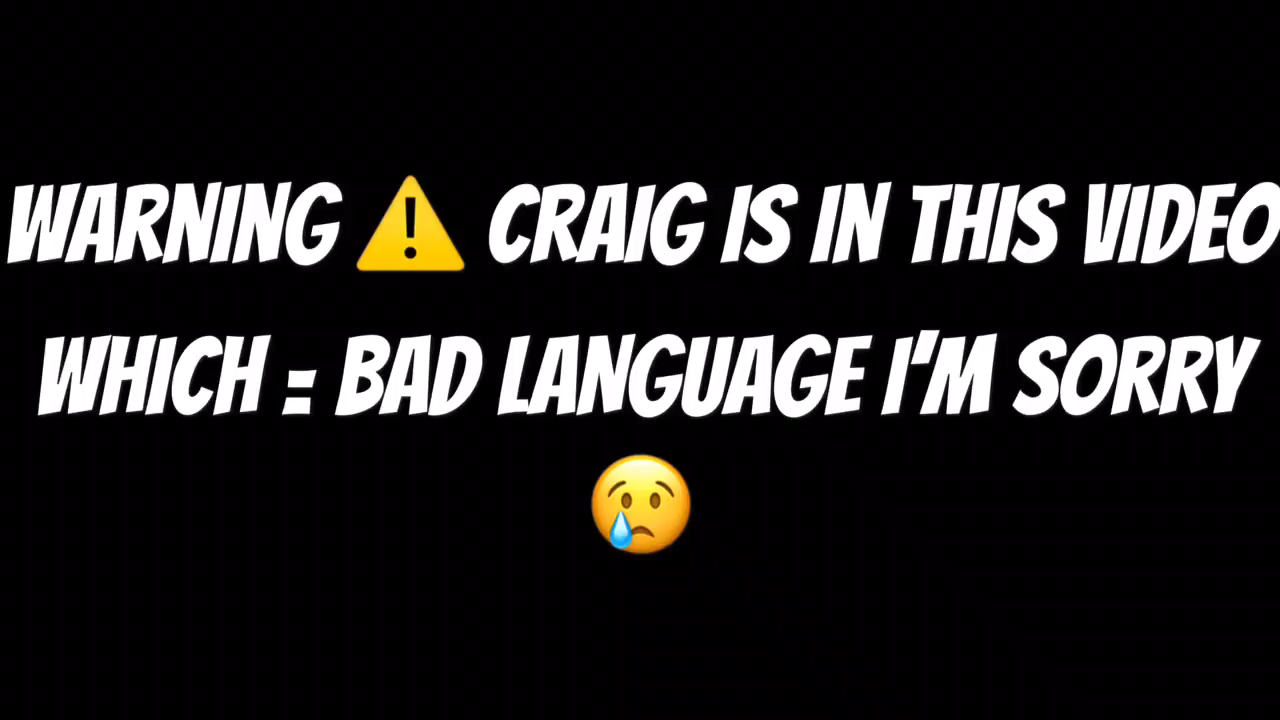 WARNING ⚠️ CRAIG IS IN THIS VIDEO
WHICH = BAD LANGUAGE I'M SORRY
😢